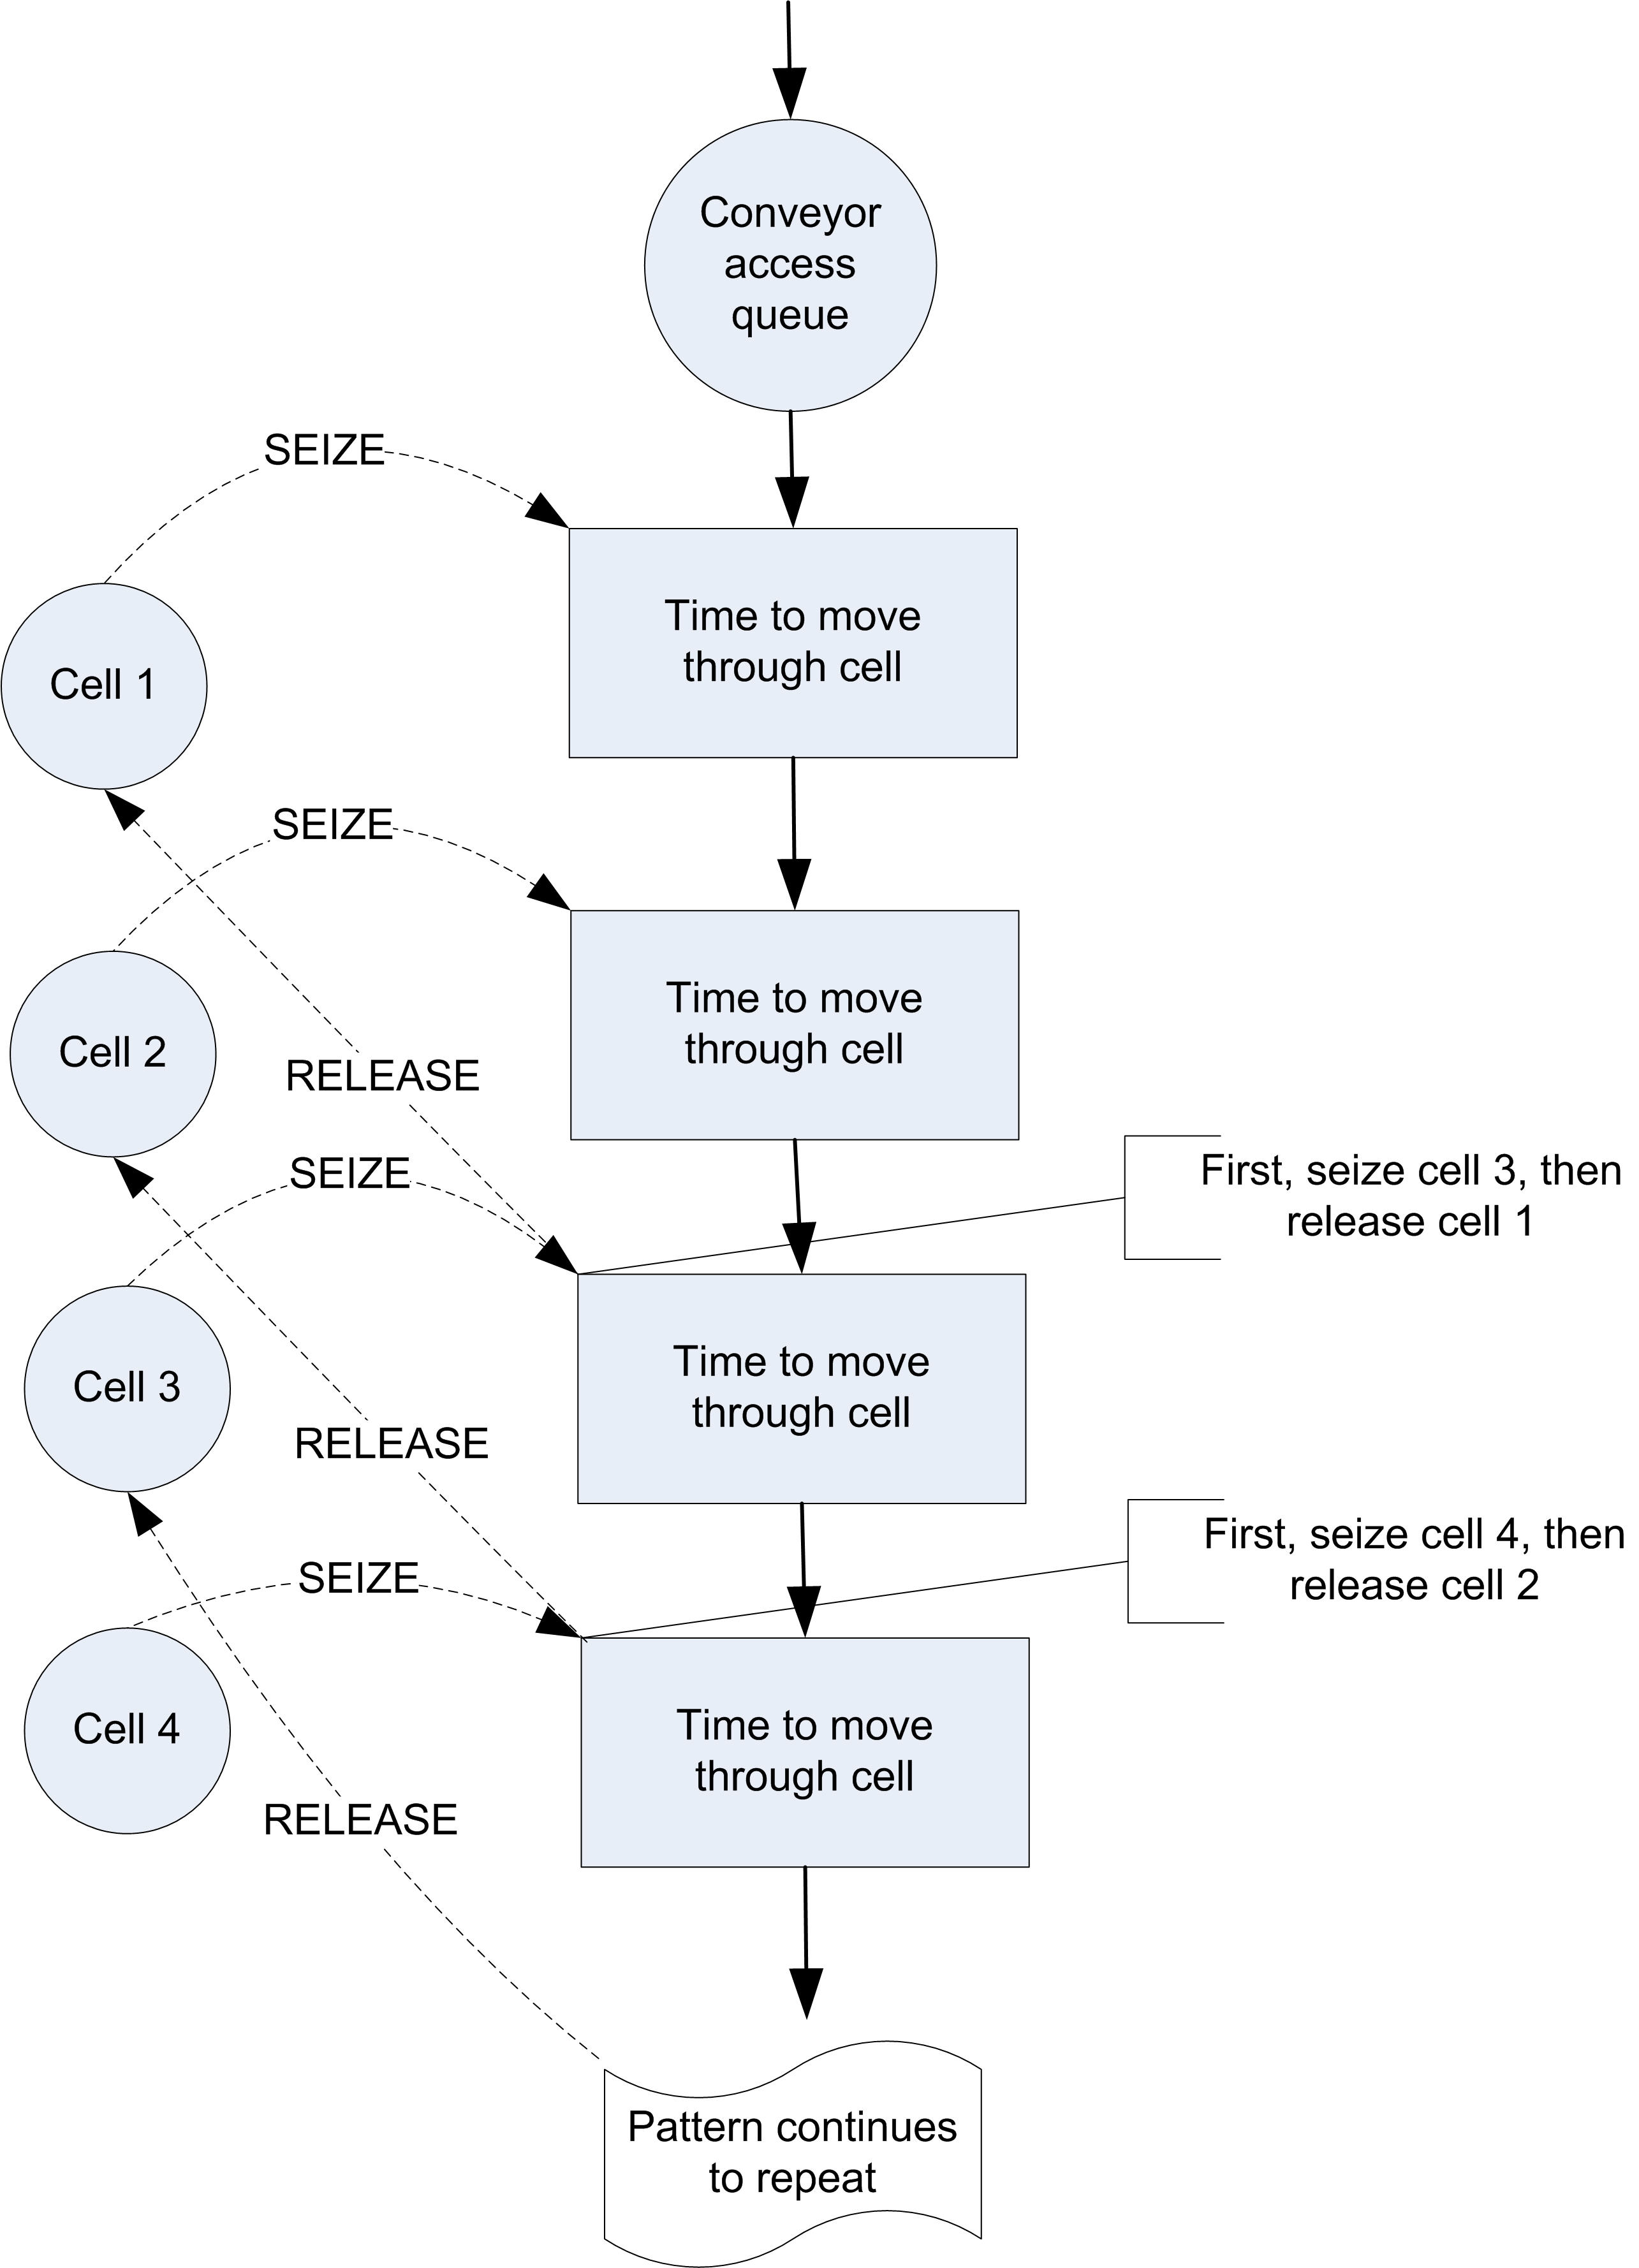 Conveyor
access
queue
SEIZE
Time to move
through cell
Cell 1
SEIZE
Time to move
through cell
Cell 2
RELEASE
SEIZE
First, seize cell 3, then
release cell 1
Time to move
through cell
Cell 3
RELEASE
SEIZE
First, seize cell 4, then
release cell 2
Time to move
through cell
Cell 4
RELEASE
Pattern continues
to repeat